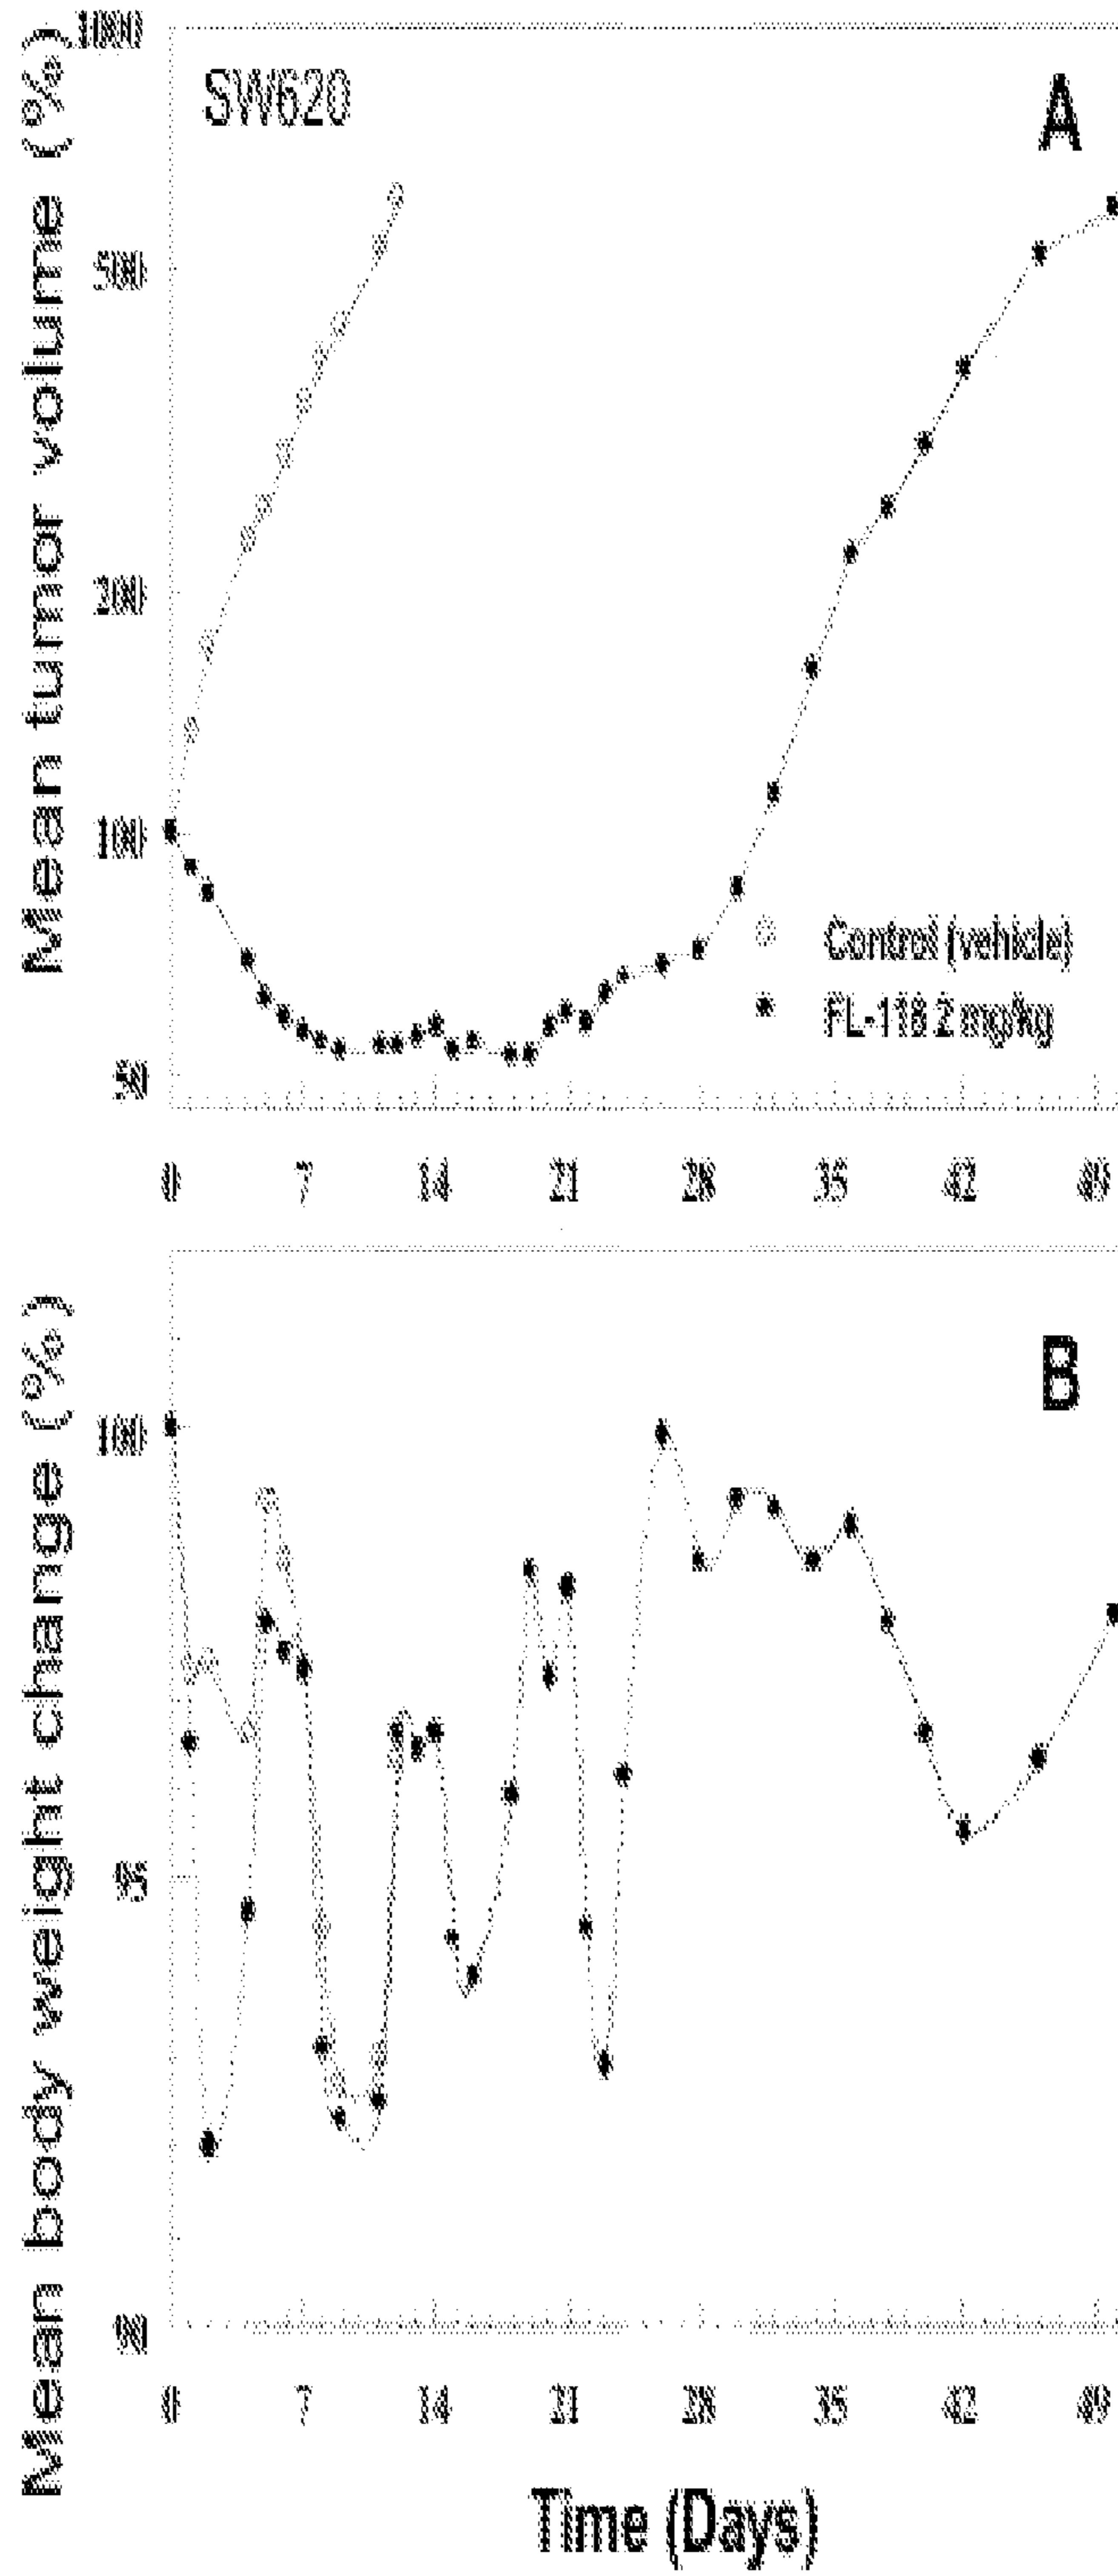 Mean tumor volume (%)
1000
SW620
A
500
200
100
Control (vehicle)
FL-118 2 mg/kg
50
0 7 14 21 28 35 42 49
Mean body weight change (%)
B
100
95
90
0 7 14 21 28 35 42 49
Time (Days)